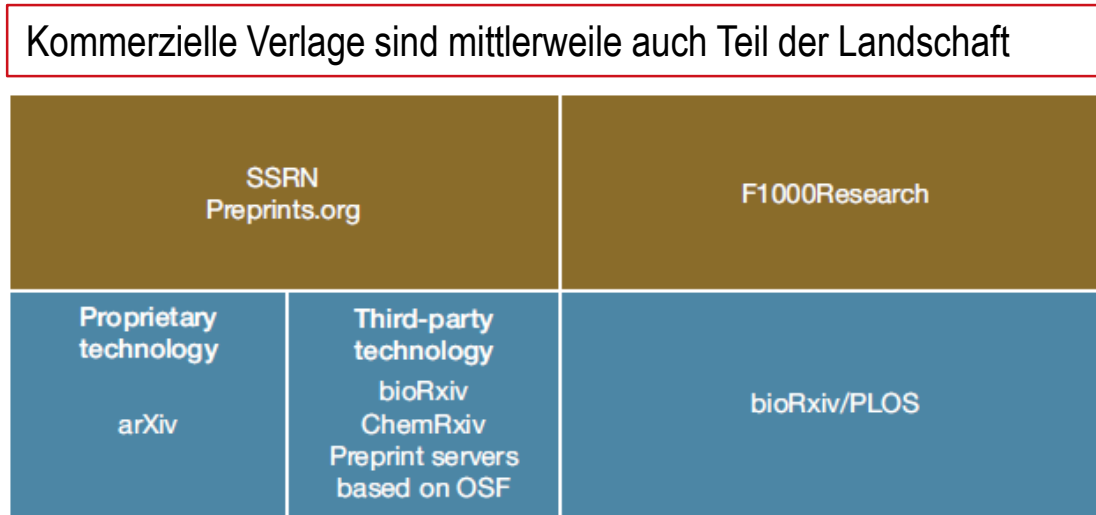 Kommerzielle Verlage sind mittlerweile auch Teil der Landschaft
SSRN
Preprints.org
F1000Research
Proprietary
technology
arXiv
Third-party
technology
bioRxiv
ChemRxiv
Preprint servers
based on OSF
bioRxiv/PLOS